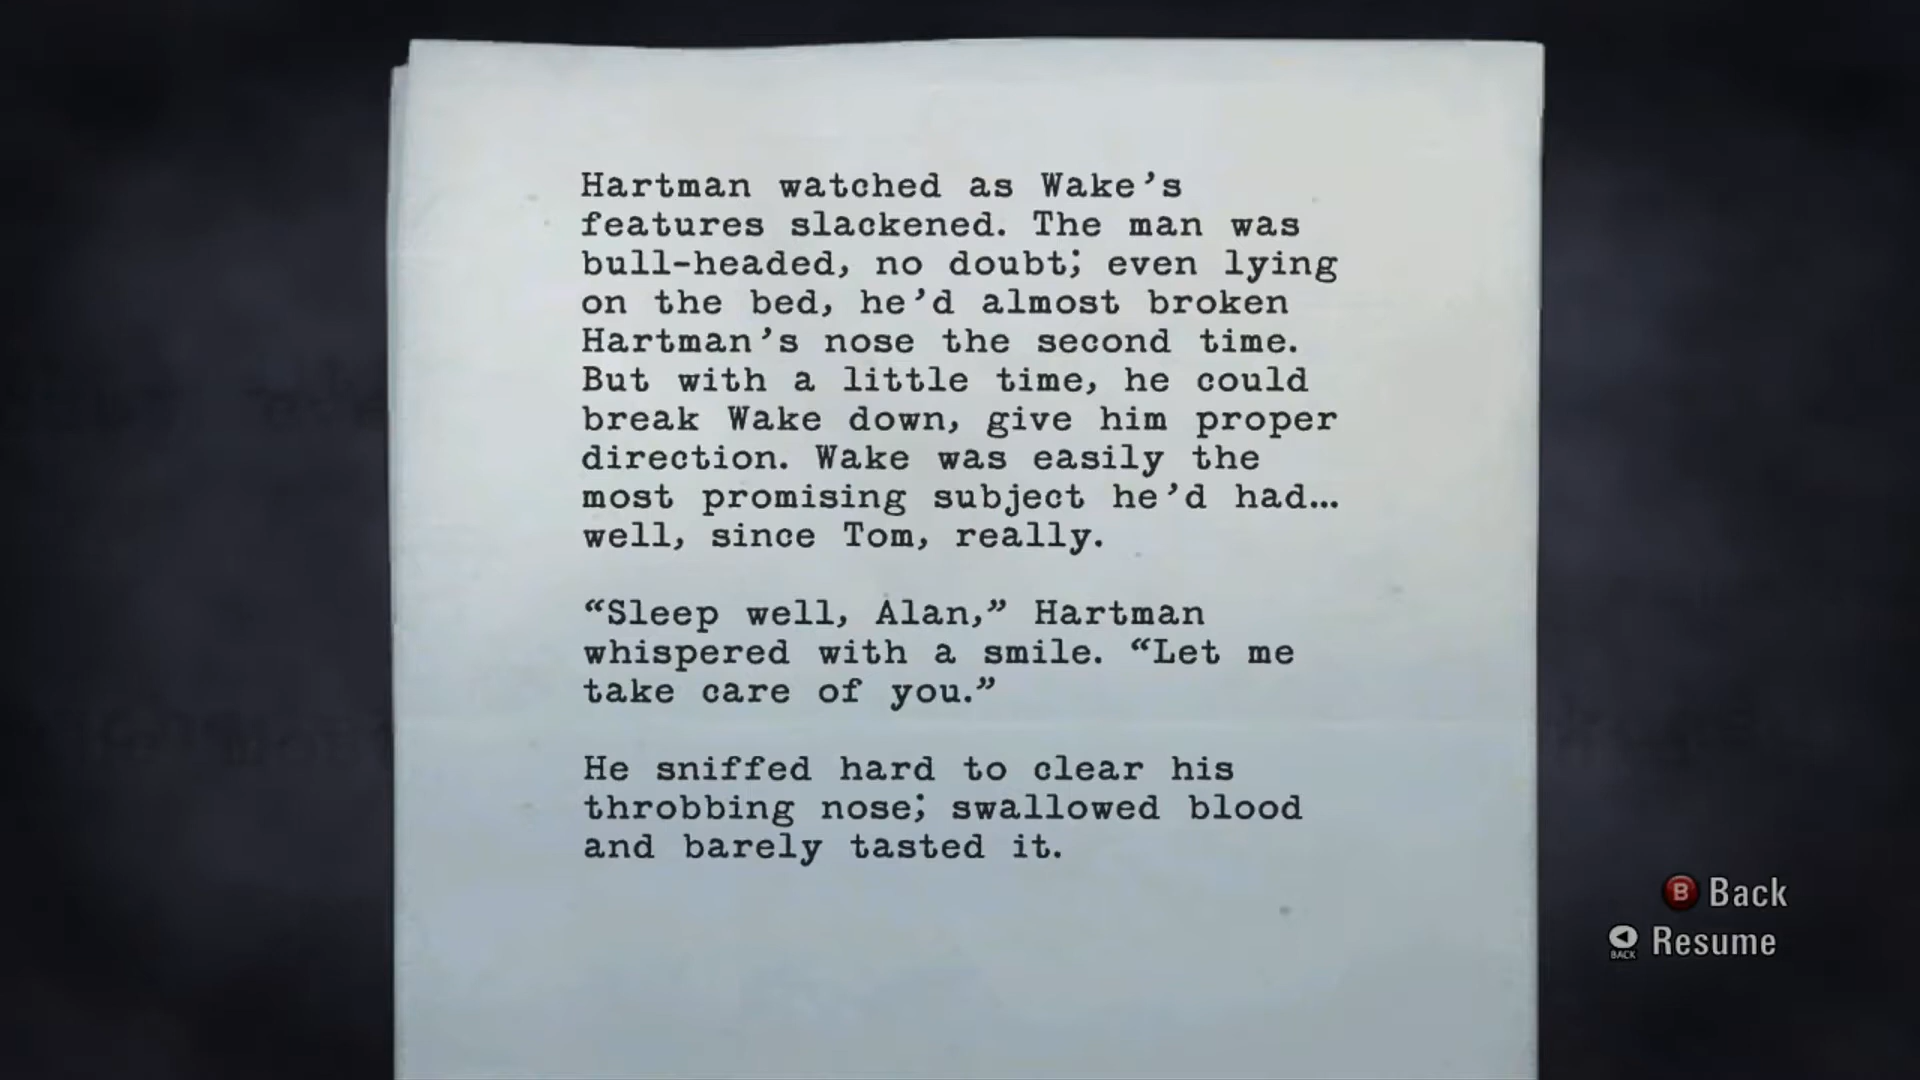 Hartman watched as Wake’s
features slackened. The man was
bull-headed, no doubt; even lying
on the bed, he’d almost broken
Hartman’s nose the second time.
But with a little time, he could
break Wake down, give him proper
direction. Wake was easily the
most promising subject he’d had…
well, since Tom, really.
“Sleep well, Alan,” Hartman
whispered with a smile. “Let me
take care of you.”
He sniffed hard to clear his
throbbing nose; swallowed blood
and barely tasted it.
B Back
BACK Resume